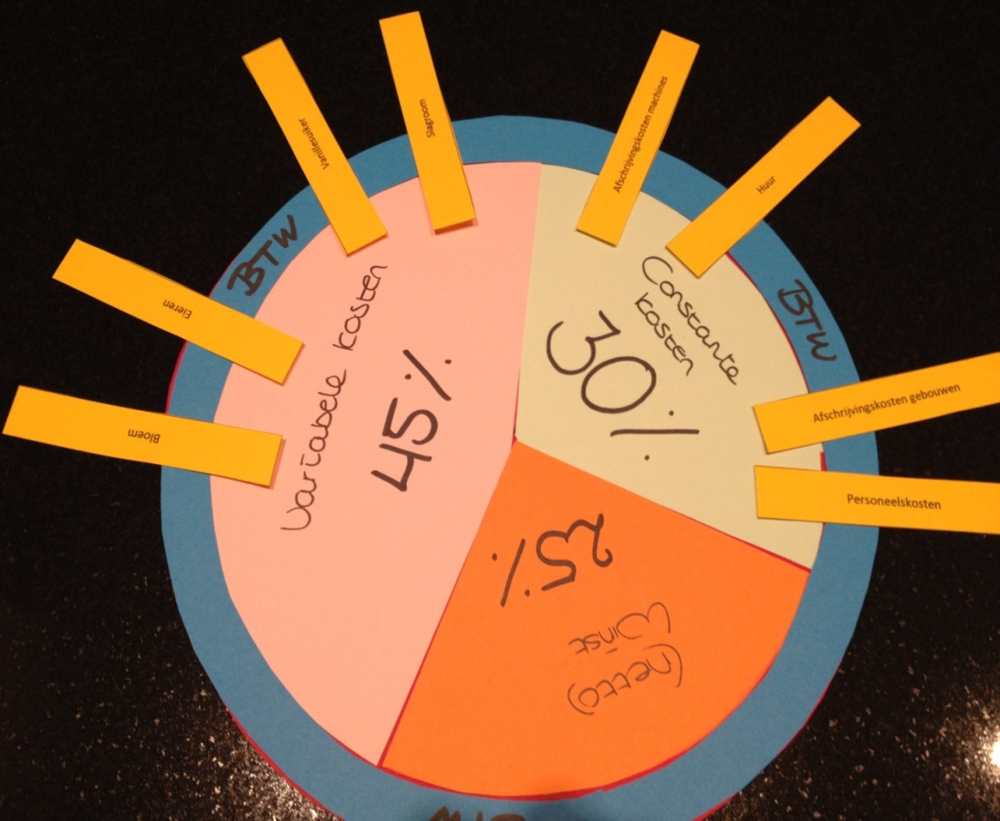 Slagroom
Vanillesuiker
Eieren
Bloem
BTW
Variabele kosten
45%
Afschrijvingskosten machines
Huur
Afschrijvingskosten gebouwen
Personeelskosten
BTW
Constante
kosten
30%
25%
Winst
(netto)